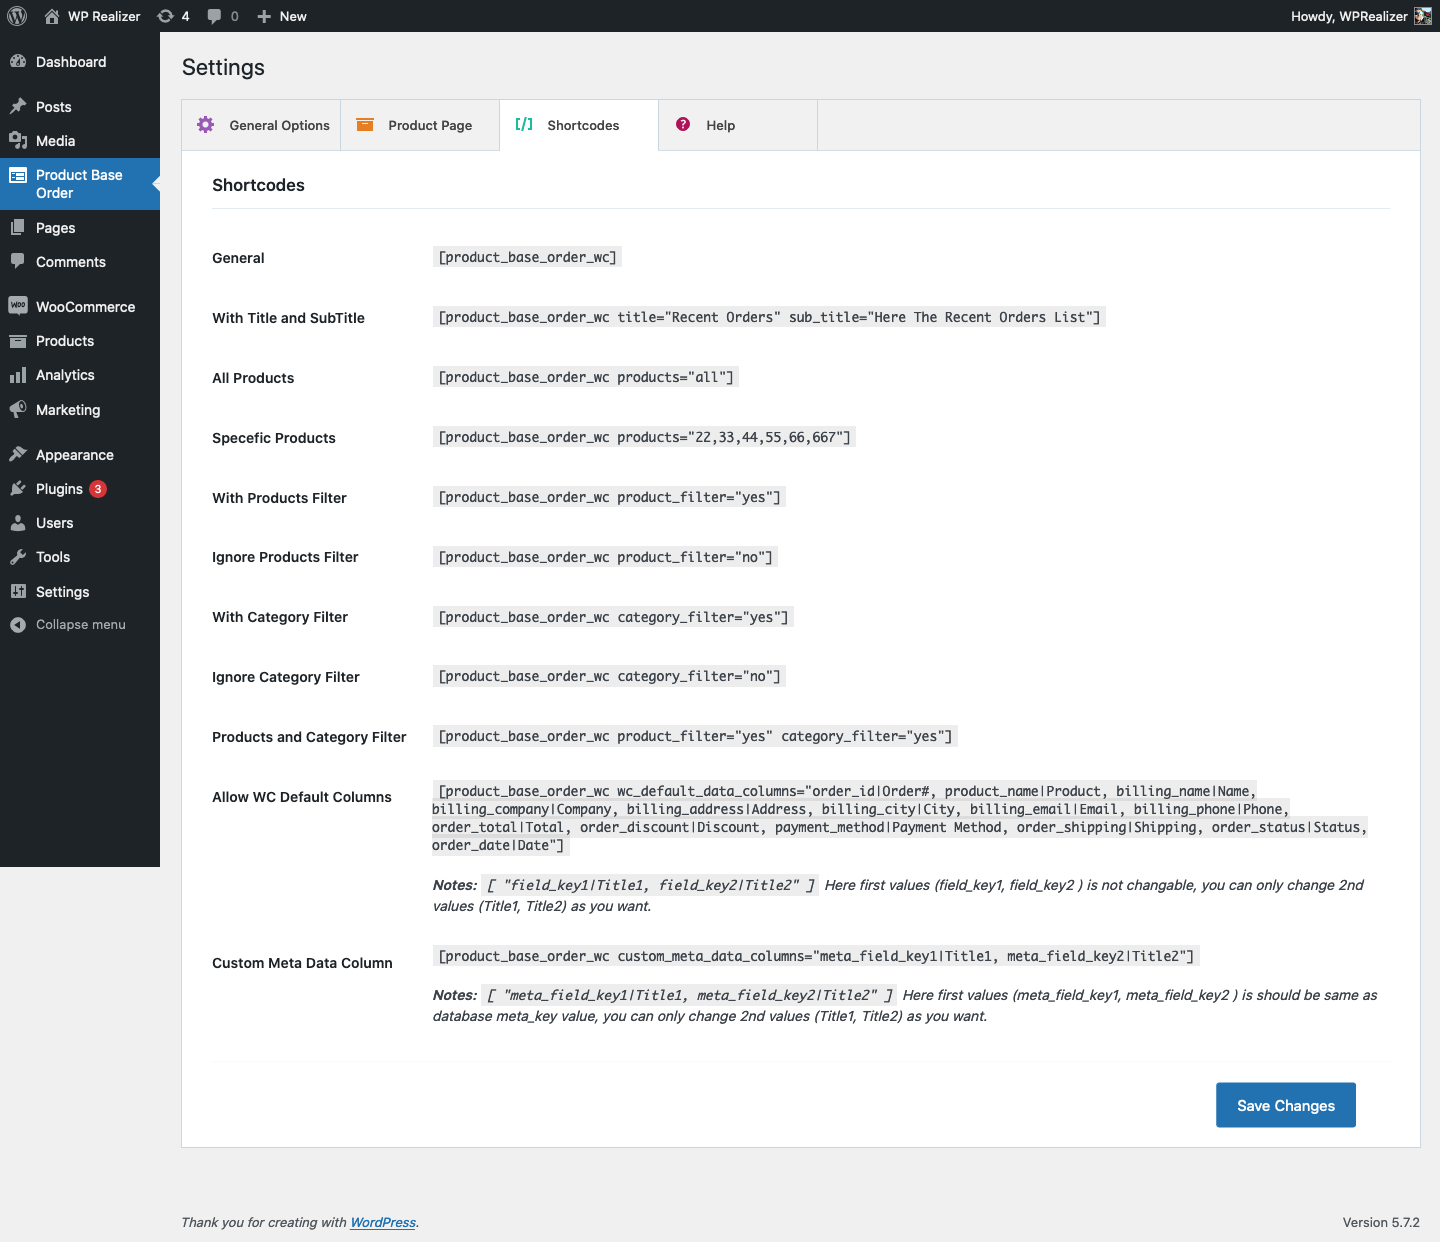 WP Realizer 4 0 New
Howdy, WPRealizer
Dashboard
Posts
Media
Product Base
Order
Pages
Comments
WooCommerce
Products
Analytics
Marketing
Appearance
Plugins 3
Users
Tools
Settings
Collapse menu
Settings
General Options
Product Page
[/] Shortcodes
? Help
Shortcodes
General
[product_base_order_wc]
With Title and SubTitle
[product_base_order_wc title="Recent Orders" sub_title="Here The Recent Orders List"]
All Products
[product_base_order_wc products="all"]
Specefic Products
[product_base_order_wc products="22,33,44,55,66,667"]
With Products Filter
[product_base_order_wc product_filter="yes"]
Ignore Products Filter
[product_base_order_wc product_filter="no"]
With Category Filter
[product_base_order_wc category_filter="yes"]
Ignore Category Filter
[product_base_order_wc category_filter="no"]
Products and Category Filter
[product_base_order_wc product_filter="yes" category_filter="yes"]
Allow WC Default Columns
[product_base_order_wc wc_default_data_columns="order_id|Order#, product_name|Product, billing_name|Name,
billing_company|Company, billing_address|Address, billing_city|City, billing_email|Email, billing_phone|Phone,
order_total|Total, order_discount|Discount, payment_method|Payment Method, order_shipping|Shipping, order_status|Status,
order_date|Date"]
Notes: [ "field_key1|Title1, field_key2|Title2" ] Here first values (field_key1, field_key2 ) is not changable, you can only change 2nd
values (Title1, Title2) as you want.
Custom Meta Data Column
[product_base_order_wc custom_meta_data_columns="meta_field_key1|Title1, meta_field_key2|Title2"]
Notes: [ "meta_field_key1|Title1, meta_field_key2|Title2" ] Here first values (meta_field_key1, meta_field_key2 ) is should be same as
database meta_key value, you can only change 2nd values (Title1, Title2) as you want.
Save Changes
Thank you for creating with WordPress.
Version 5.7.2